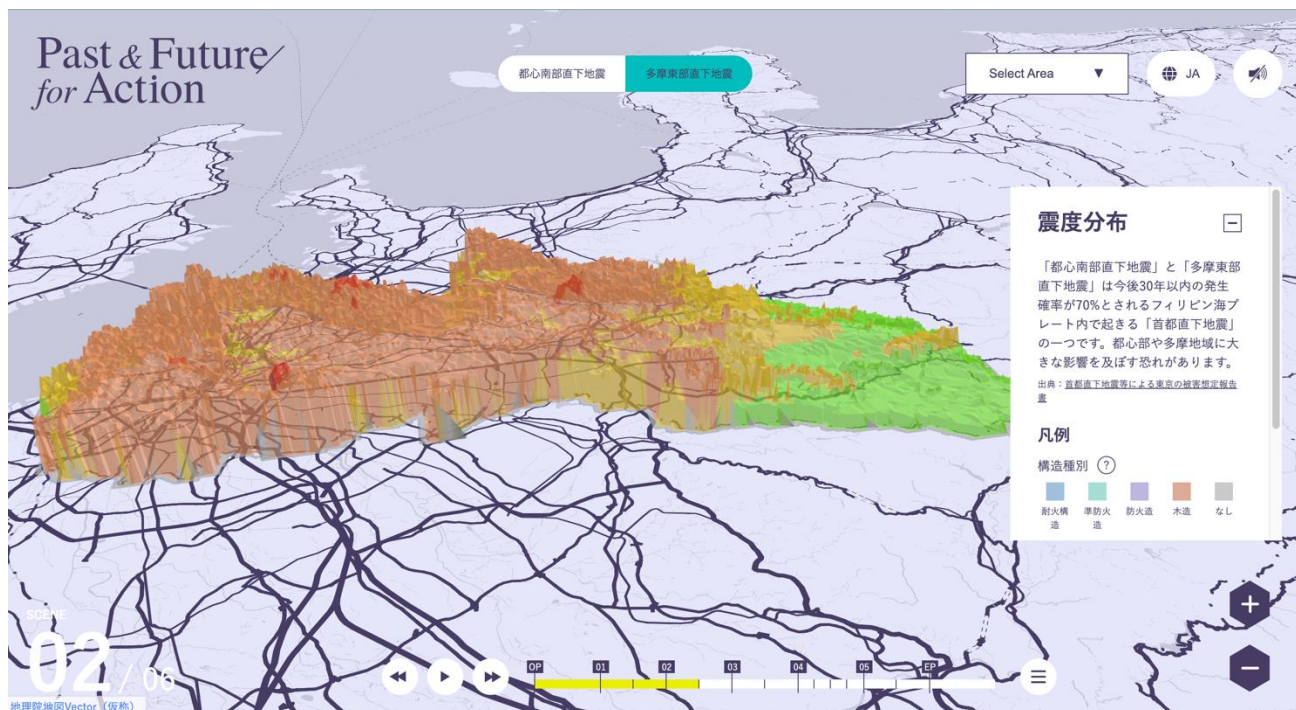 Past & Future/
for Action
都心南部直下地震
多摩東部直下地震
Select Area ▼
JA
震度分布
「都心南部直下地震」と「多摩東部
直下地震」は今後30年以内の発生
確率が70%とされるフィリピン海プ
レート内で起きる「首都直下地震」
の一つです。都心部や多摩地域に大
きな影響を及ぼす恐れがあります。
出典：首都直下地震等による東京の被害想定報告
書
凡例
構造種別 ?
耐火構
造
準防火
造
防火造
木造
なし
SCENE
02 / 06
OP
01
02
03
04
05
EP
地理院地図Vector（仮称）